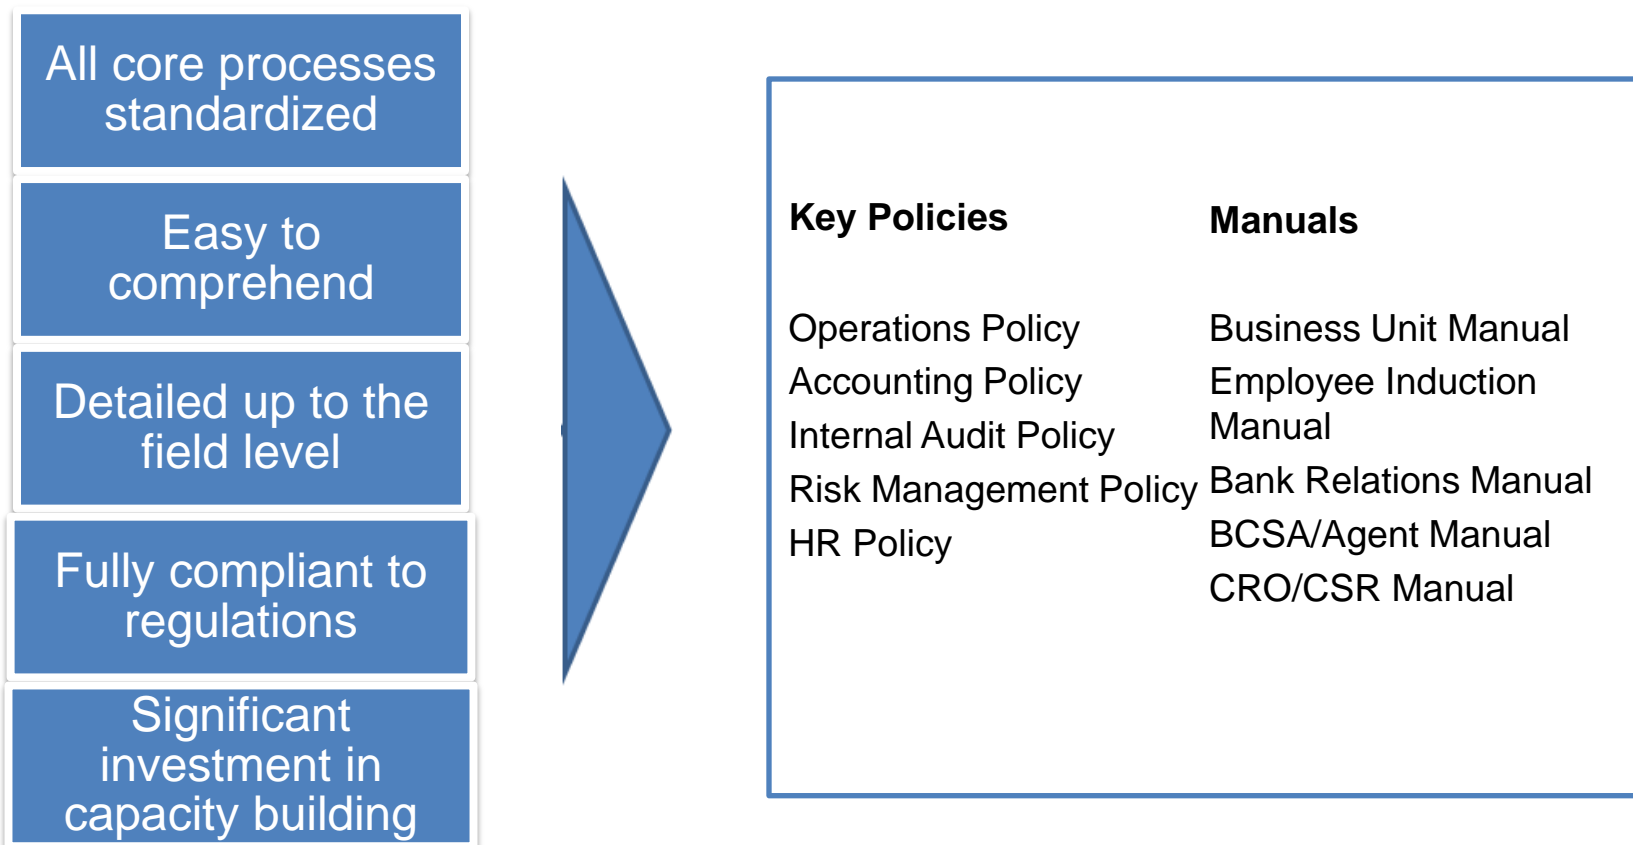 All core processes
standardized
Easy to
comprehend
Detailed up to the
field level
Fully compliant to
regulations
Significant
investment in
capacity building
Key Policies
Operations Policy
Accounting Policy
Internal Audit Policy
Risk Management Policy
HR Policy
Manuals
Business Unit Manual
Employee Induction
Manual
Bank Relations Manual
BCSA/Agent Manual
CRO/CSR Manual